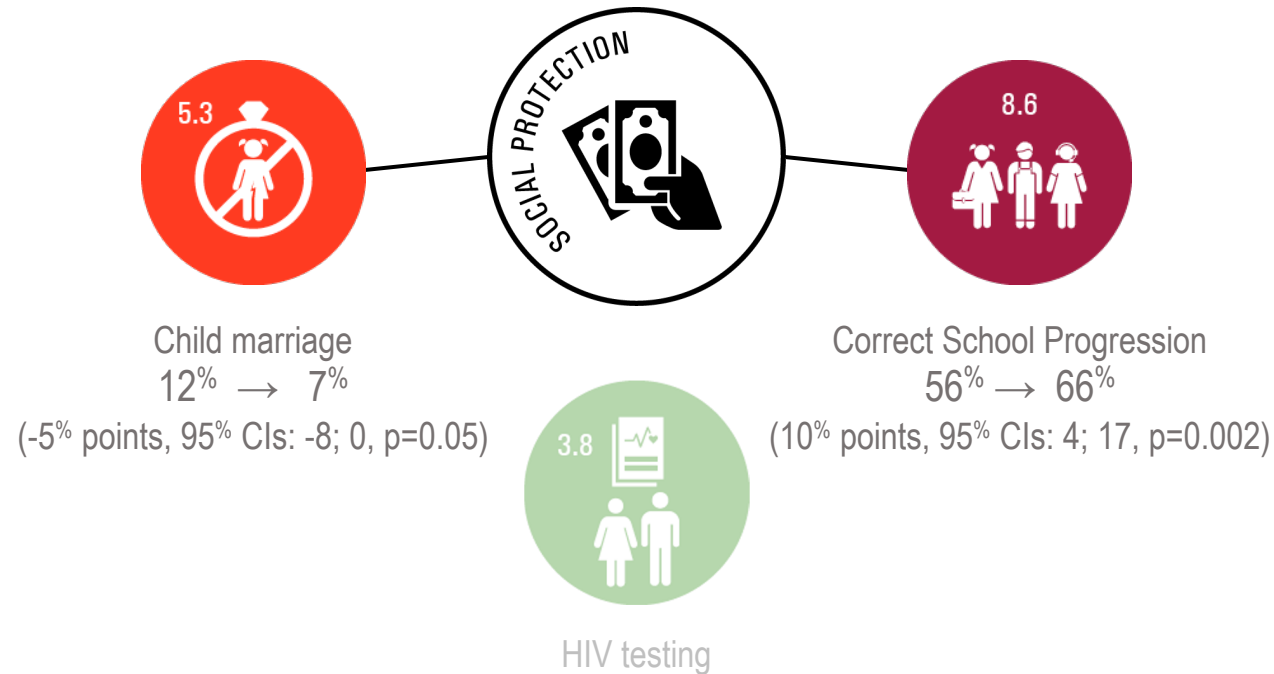 SOCIAL PROTECTION
5.3
8.6
Child marriage
12% → 7%
(-5% points, 95% CIs: -8; 0, p=0.05)
Correct School Progression
56% → 66%
(10% points, 95% CIs: 4; 17, p=0.002)
3.8
HIV testing